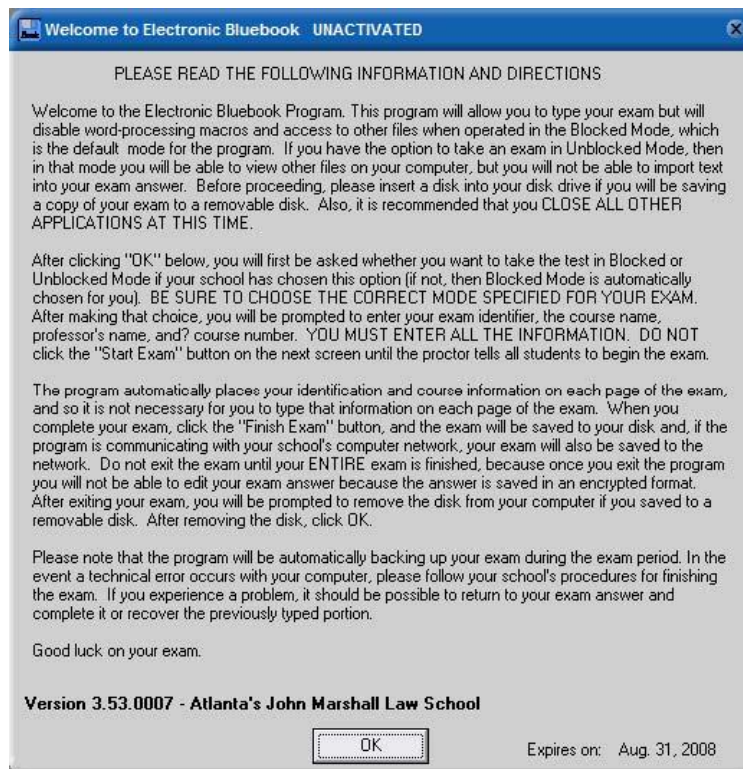 Welcome to Electronic Bluebook UNACTIVATED
PLEASE READ THE FOLLOWING INFORMATION AND DIRECTIONS
Welcome to the Electronic Bluebook Program. This program will allow you to type your exam but will
disable word-processing macros and access to other files when operated in the Blocked Mode, which
is the default mode for the program. If you have the option to take an exam in Unblocked Mode, then
in that mode you will be able to view other files on your computer, but you will not be able to import text
into your exam answer. Before proceeding, please insert a disk into your disk drive if you will be saving
a copy of your exam to a removable disk. Also, it is recommended that you CLOSE ALL OTHER
APPLICATIONS AT THIS TIME.
After clicking "OK" below, you will first be asked whether you want to take the test in Blocked or
Unblocked Mode if your school has chosen this option (if not, then Blocked Mode is automatically
chosen for you). BE SURE TO CHOOSE THE CORRECT MODE SPECIFIED FOR YOUR EXAM.
After making that choice, you will be prompted to enter your exam identifier, the course name,
professor's name, and? course number. YOU MUST ENTER ALL THE INFORMATION. DO NOT
click the "Start Exam" button on the next screen until the proctor tells all students to begin the exam.
The program automatically places your identification and course information on each page of the exam,
and so it is not necessary for you to type that information on each page of the exam. When you
complete your exam, click the "Finish Exam" button, and the exam will be saved to your disk and, if the
program is communicating with your school's computer network, your exam will also be saved to the
network. Do not exit the exam until your ENTIRE exam is finished, because once you exit the program
you will not be able to edit your exam answer because the answer is saved in an encrypted format.
After exiting your exam, you will be prompted to remove the disk from your computer if you saved to a
removable disk. After removing the disk, click OK.
Please note that the program will be automatically backing up your exam during the exam period. In the
event a technical error occurs with your computer, please follow your school's procedures for finishing
the exam. If you experience a problem, it should be possible to return to your exam answer and
complete it or recover the previously typed portion.
Good luck on your exam.
Version 3.53.0007 - Atlanta's John Marshall Law School
OK
Expires on: Aug. 31, 2008